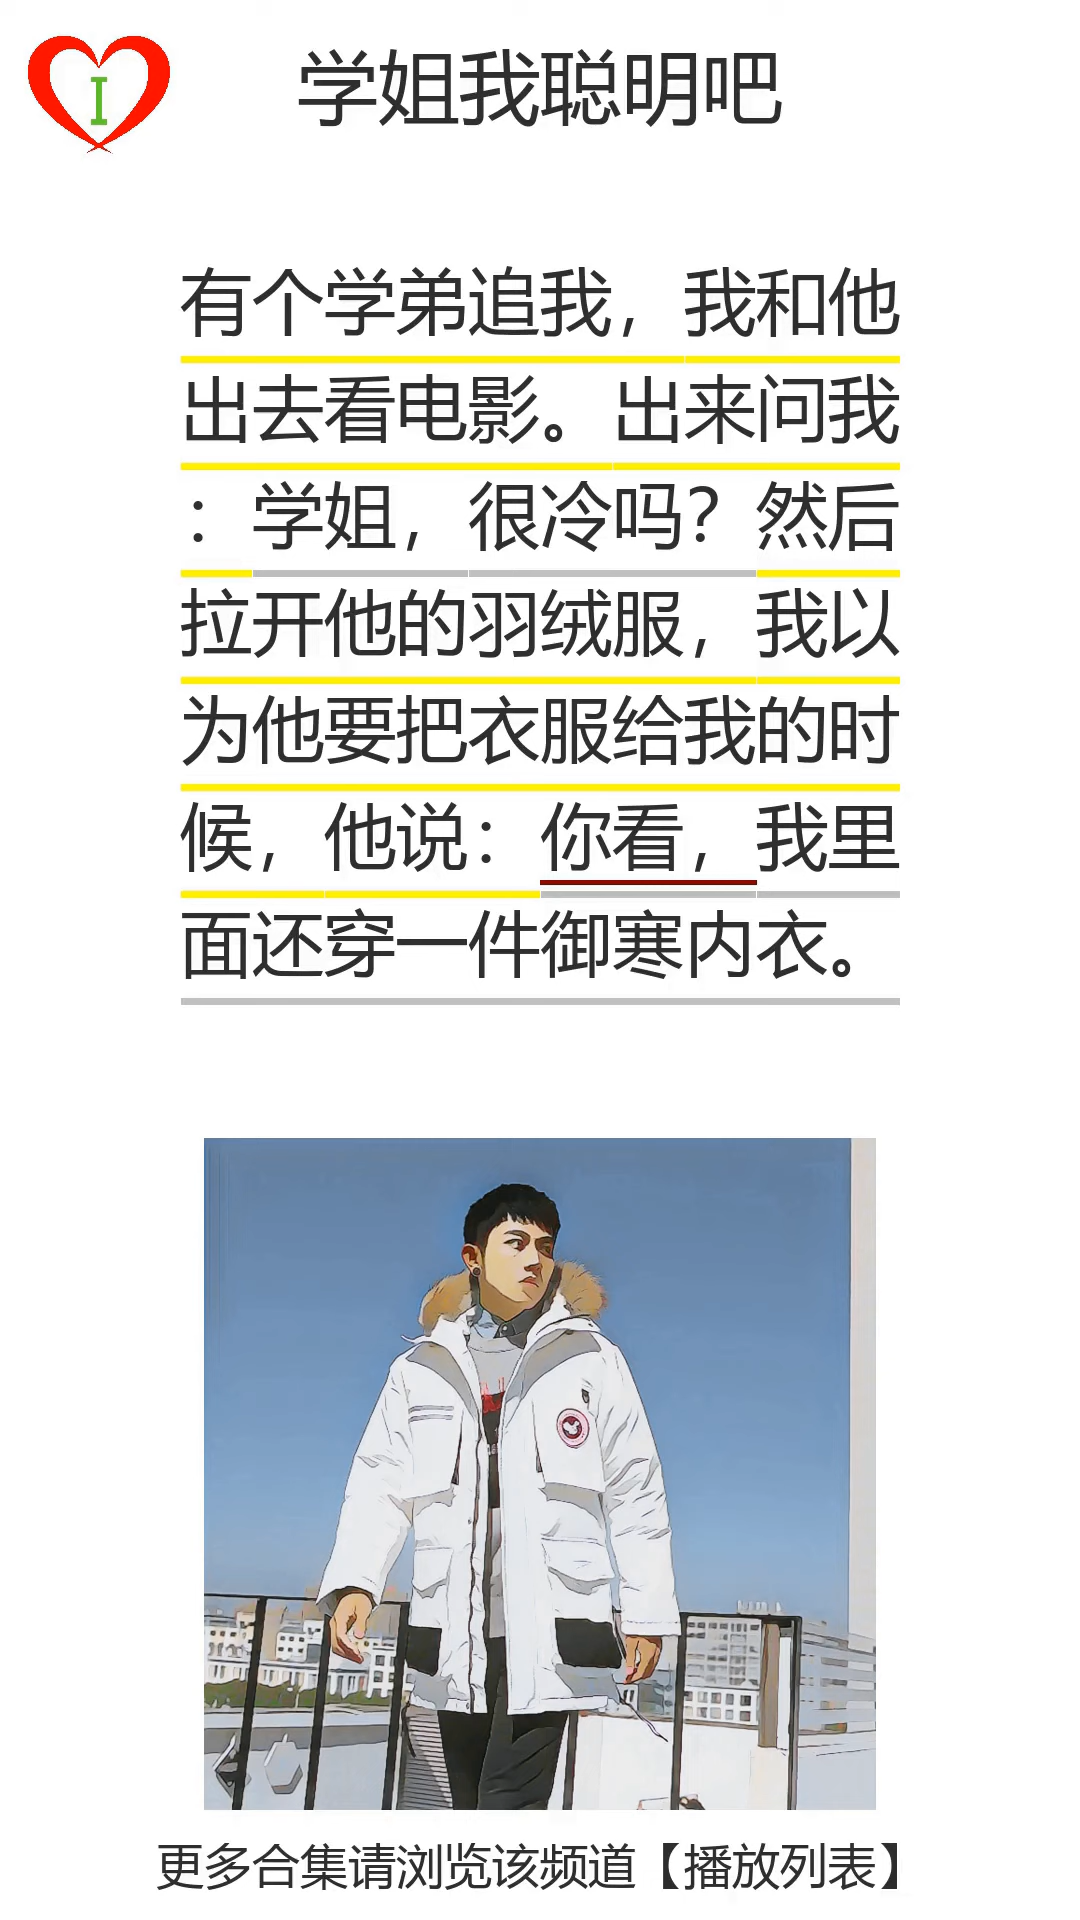 I
学姐我聪明吧
有个学弟追我，我和他
出去看电影。出来问我
：学姐，很冷吗？然后
拉开他的羽绒服，我以
为他要把衣服给我的时
候，他说：你看，我里
面还穿一件御寒内衣。
更多合集请浏览该频道【播放列表】